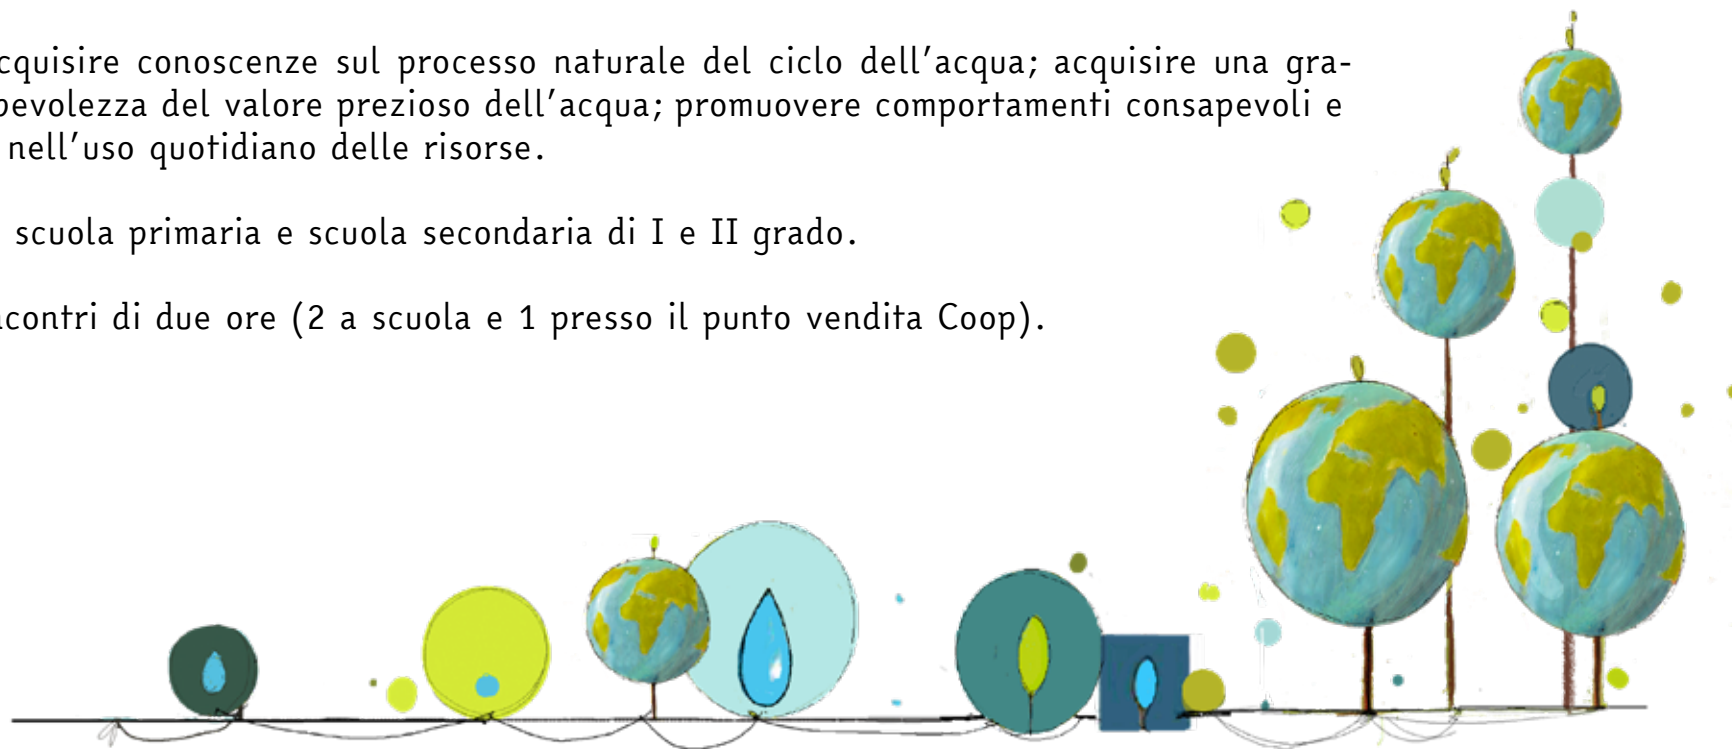 cquisire conoscenze sul processo naturale del ciclo dell'acqua; acquisire una gra-
pevolezza del valore prezioso dell'acqua; promuovere comportamenti consapevoli e
nell'uso quotidiano delle risorse.
scuola primaria e scuola secondaria di I e II grado.
contri di due ore (2 a scuola e 1 presso il punto vendita Coop).